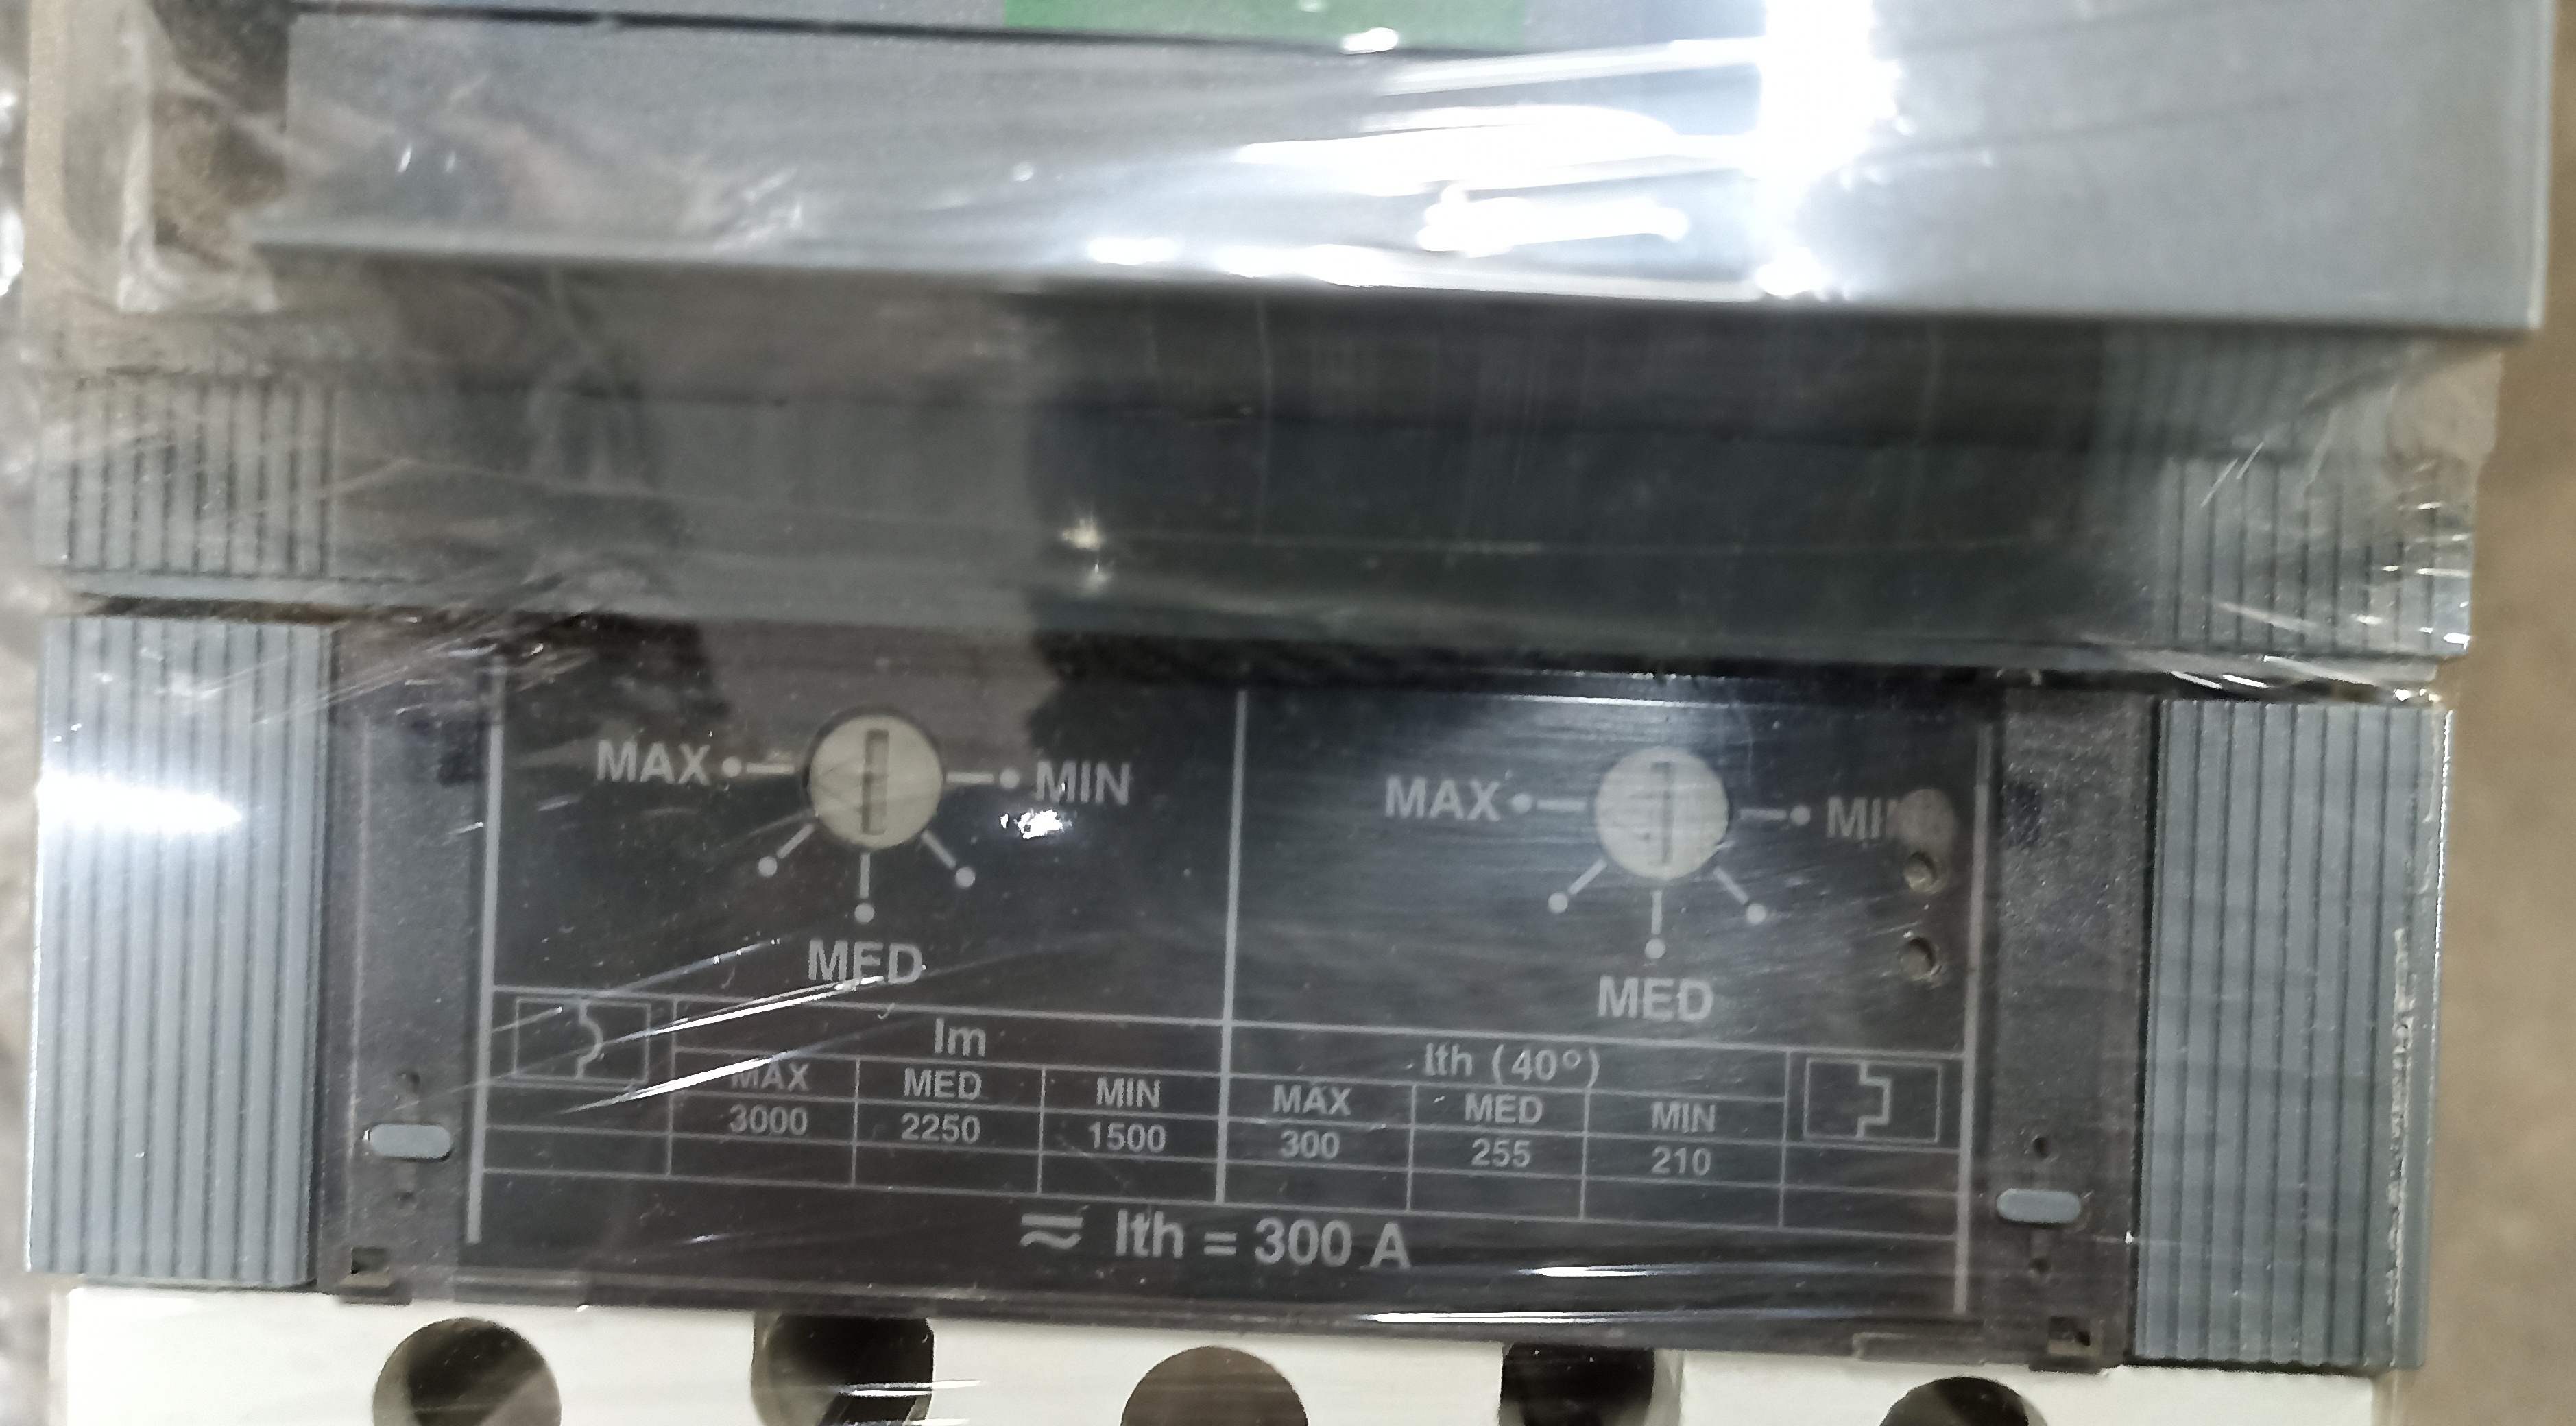 MAX MIN
MED
MAX MIN
MED
Im
MAX MED MIN
3000 2250 1500
Ith (40°)
MAX MED MIN
300 255 210
≂ Ith = 300 A